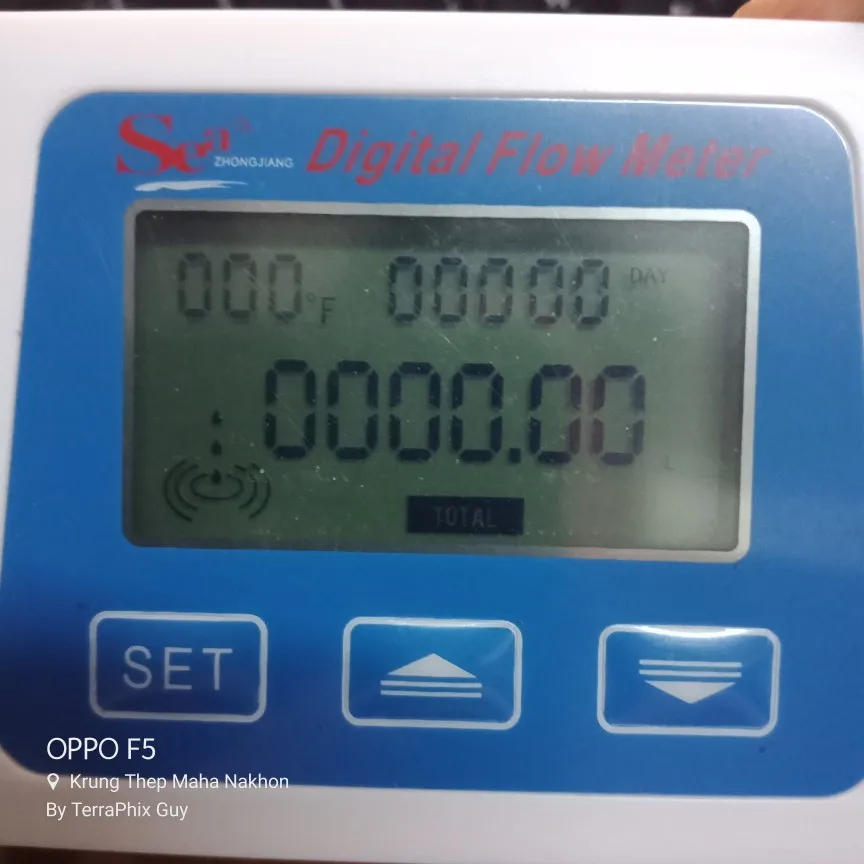 Sea ZHONGJIANG Digital Flow Meter
000°F 00000 DAY
0000.00 L
TOTAL
SET
OPPO F5
Krung Thep Maha Nakhon
By TerraPhix Guy